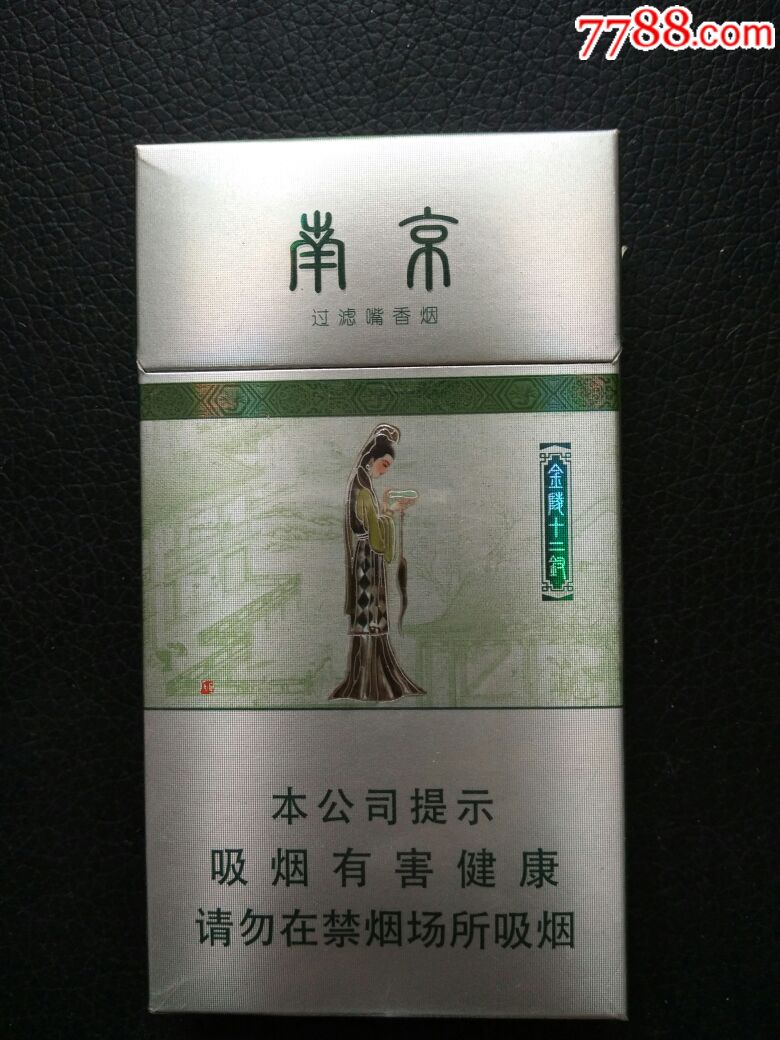 7788.com
南京
过滤嘴香烟
金陵十二钗
本公司提示
吸烟有害健康
请勿在禁烟场所吸烟